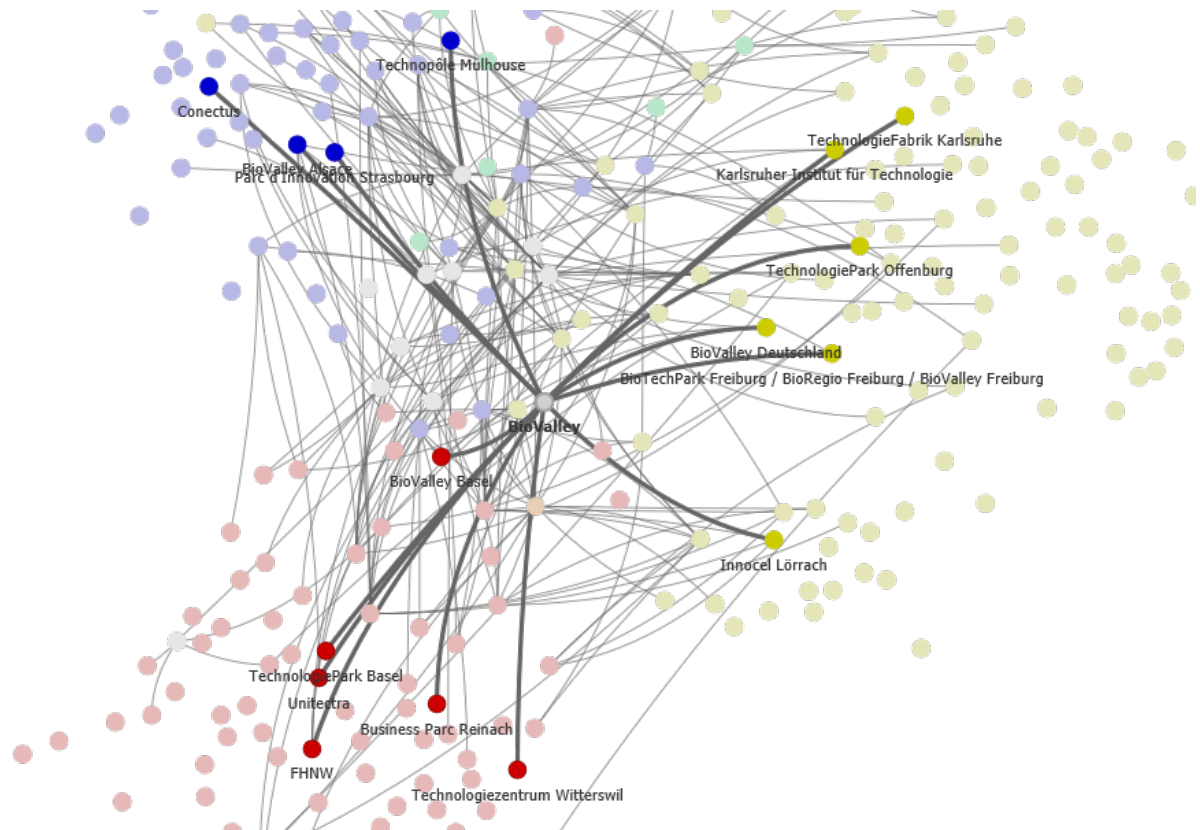 Technopôle Mulhouse
Conectus
TechnologieFabrik Karlsruhe
BioValley Alsace
Parc d'Innovation Strasbourg
Karlsruher Institut für Technologie
TechnologiePark Offenburg
BioValley Deutschland
BioTechPark Freiburg / BioRegio Freiburg / BioValley Freiburg
BioValley
BioValley Basel
Innocel Lörrach
TechnologiePark Basel
Unitectra
Business Parc Reinach
FHNW
Technologiezentrum Witterswil